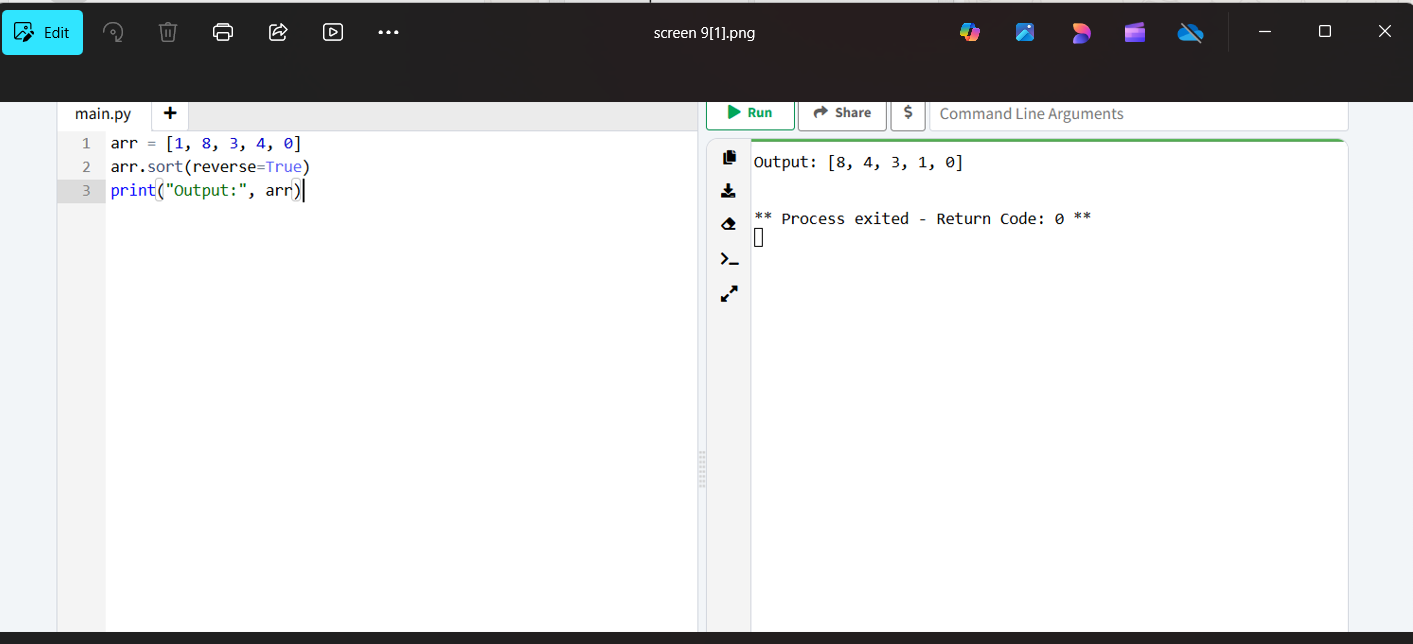 Edit
screen 9[1].png
main.py
+
Run
Share
$
Command Line Arguments
1 arr = [1, 8, 3, 4, 0]
2 arr.sort(reverse=True)
3 print("Output:", arr)
Output: [8, 4, 3, 1, 0]
** Process exited - Return Code: 0 **